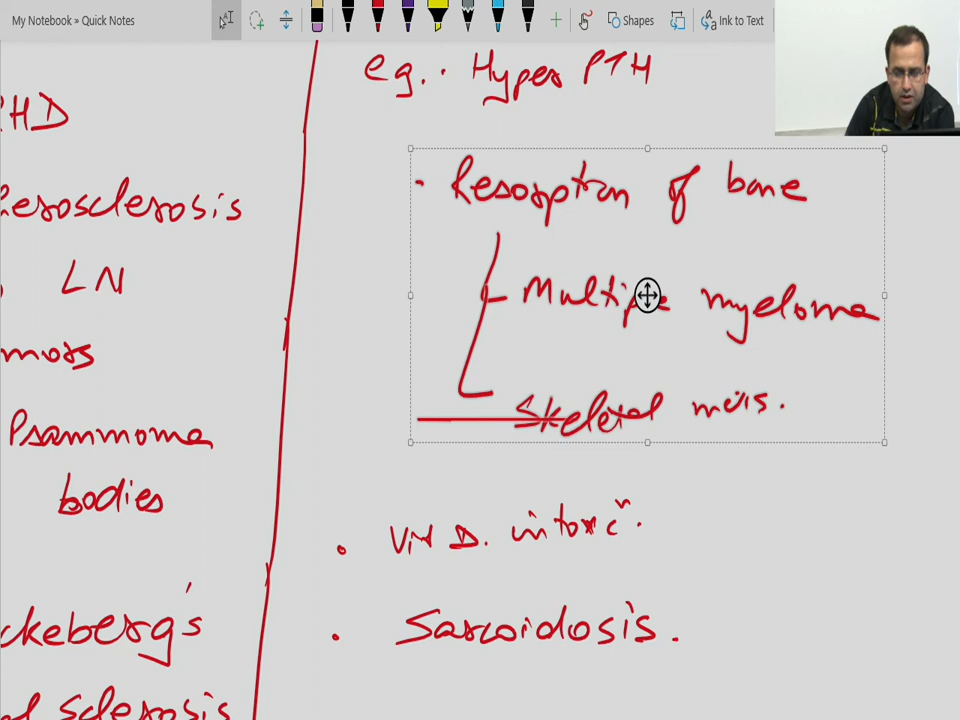 My Notebook » Quick Notes
Shapes
Ink to Text
RHD
herosclerosis
LN
mors
Psammoma
bodies
ckeberg's
sclerosis
eg. Hyper PTH
Resorption of bone
Multiple myeloma
Skeletal mets.
Vit D. intoxicⁿ.
Sarcoidosis.